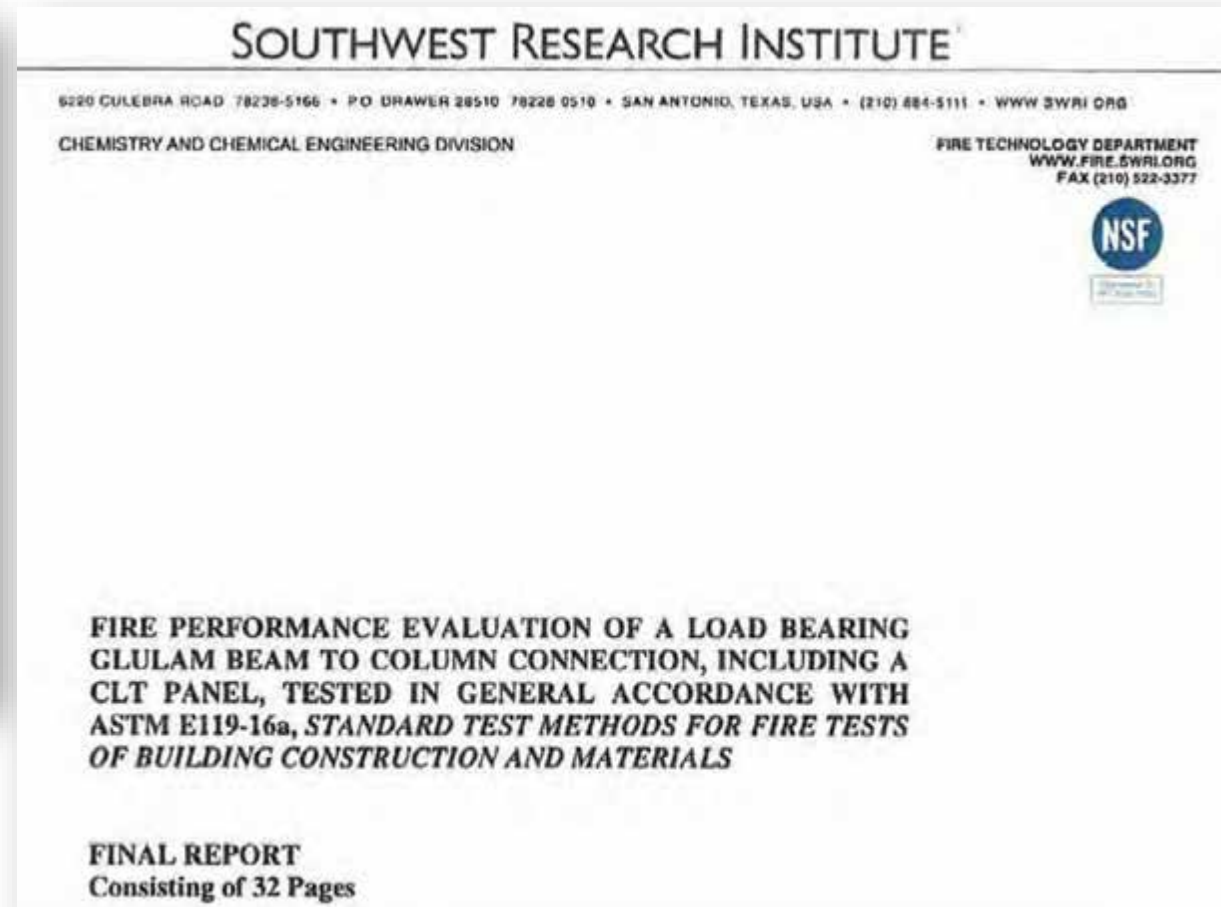 SOUTHWEST RESEARCH INSTITUTE
6220 CULEBRA ROAD 78238-5166 • PO DRAWER 28510 78228 0510 • SAN ANTONIO, TEXAS, USA • (210) 684-5111 • WWW SWRI ORG
CHEMISTRY AND CHEMICAL ENGINEERING DIVISION
FIRE TECHNOLOGY DEPARTMENT
WWW.FIRE.SWRI.ORG
FAX (210) 522-3377
NSF
FIRE PERFORMANCE EVALUATION OF A LOAD BEARING
GLULAM BEAM TO COLUMN CONNECTION, INCLUDING A
CLT PANEL, TESTED IN GENERAL ACCORDANCE WITH
ASTM E119-16a, STANDARD TEST METHODS FOR FIRE TESTS
OF BUILDING CONSTRUCTION AND MATERIALS
FINAL REPORT
Consisting of 32 Pages